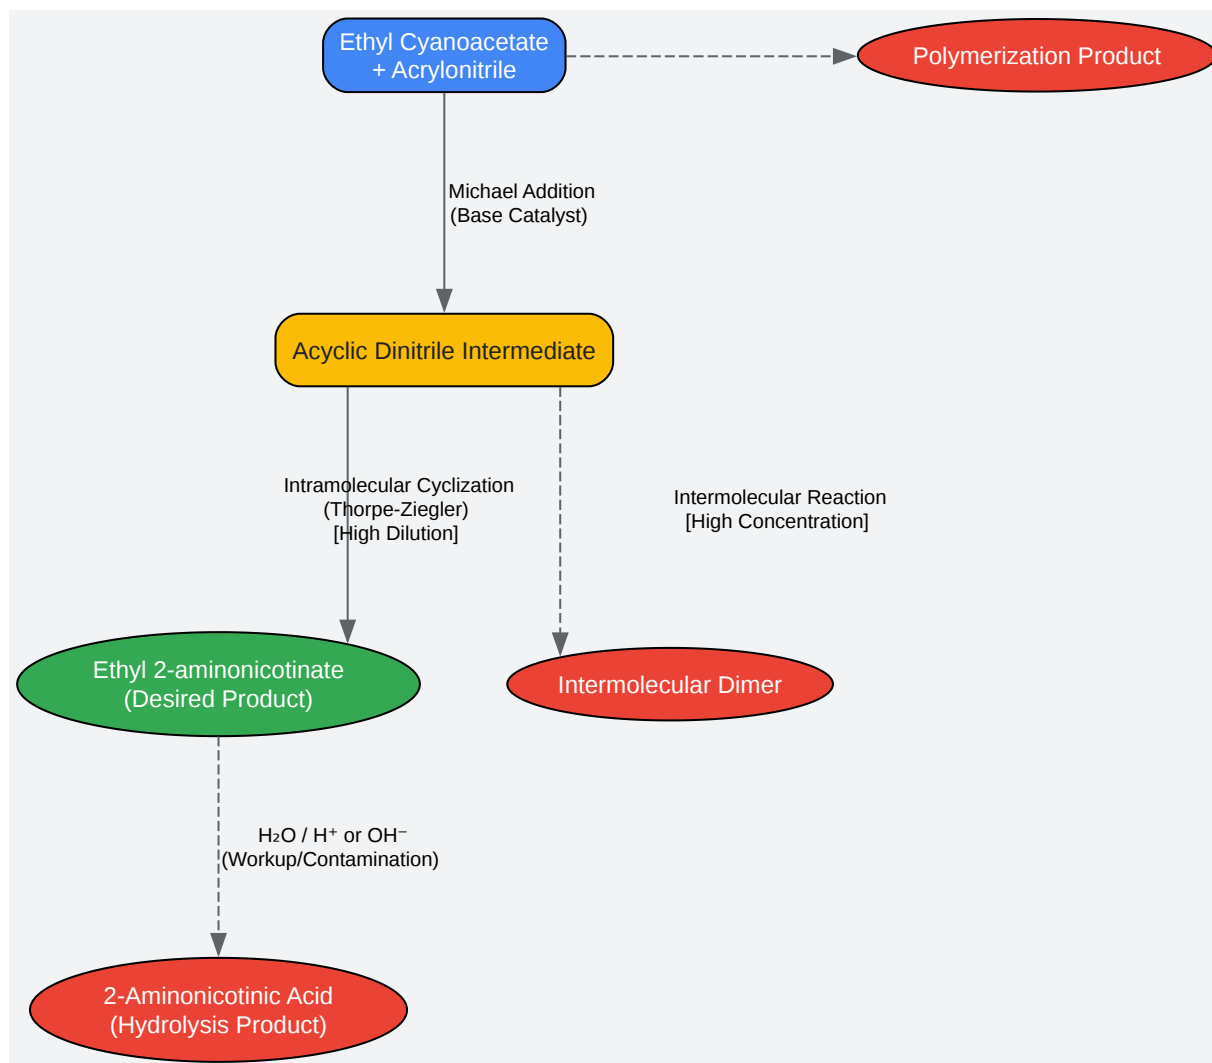 Ethyl Cyanoacetate
+ Acrylonitrile
Polymerization Product
Michael Addition
(Base Catalyst)
Acyclic Dinitrile Intermediate
Intramolecular Cyclization
(Thorpe-Ziegler)
[High Dilution]
Intermolecular Reaction
[High Concentration]
Ethyl 2-aminonicotinate
(Desired Product)
Intermolecular Dimer
H₂O / H⁺ or OH⁻
(Workup/Contamination)
2-Aminonicotinic Acid
(Hydrolysis Product)